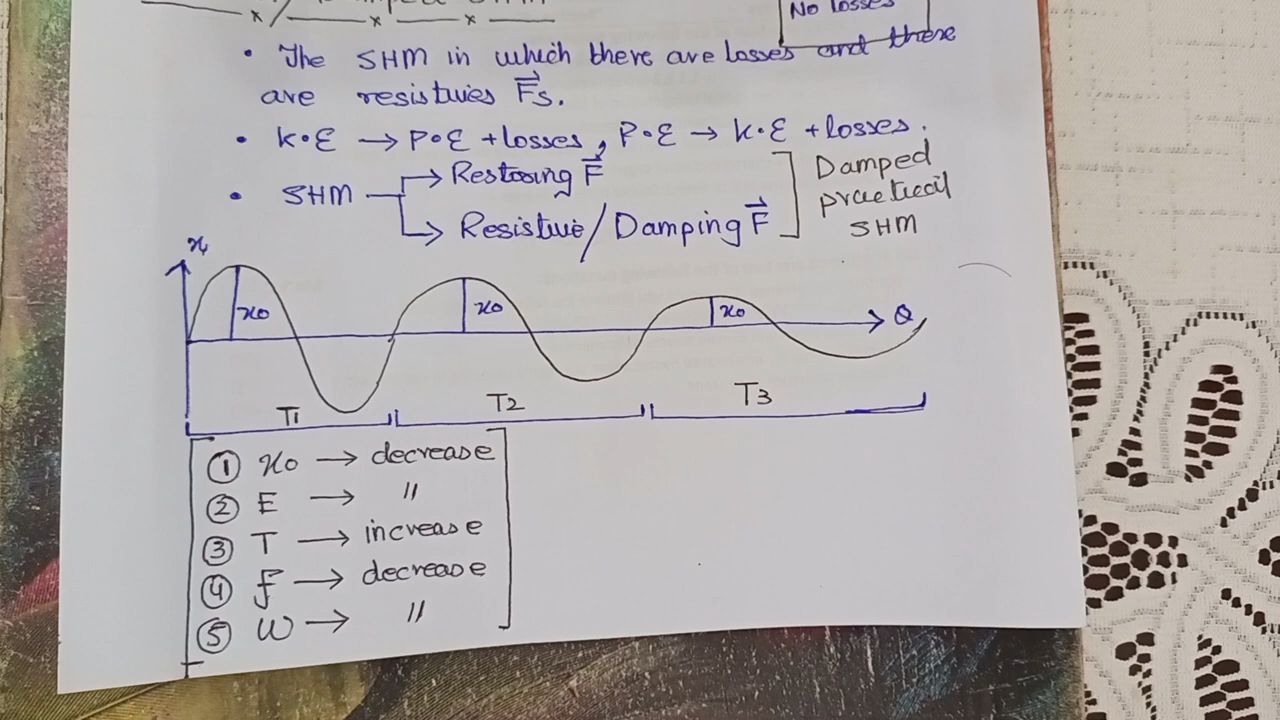 SHM
No losses
• The SHM in which there are losses and there
are resistives F⃗s.
• K.E → P.E + losses, P.E → K.E + losses.
• SHM → Restoring F⃗
→ Resistive / Damping F⃗
Damped
practical
SHM
x
x₀
x₀
x₀
θ
T₁
T2
T3
① x₀ → decrease
② E → "
③ T → increase
④ f → decrease
⑤ W → "